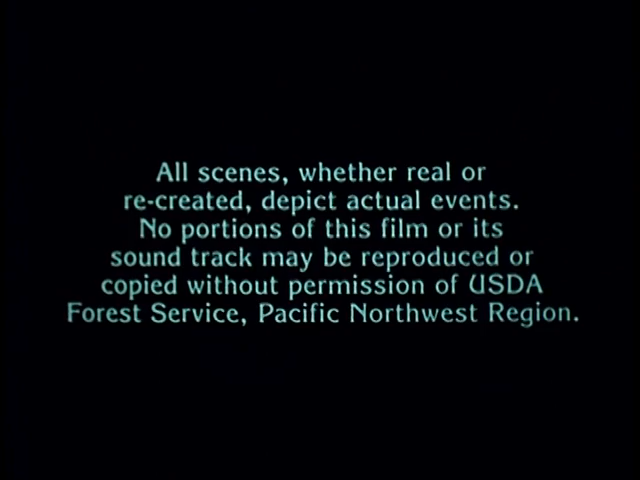 All scenes, whether real or
re-created, depict actual events.
No portions of this film or its
sound track may be reproduced or
copied without permission of USDA
Forest Service, Pacific Northwest Region.